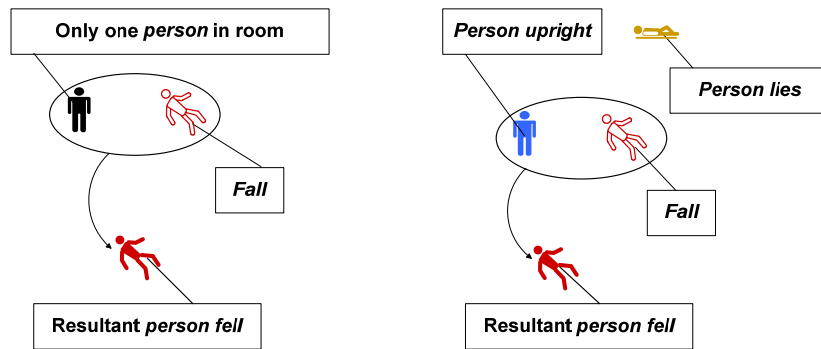 Only one person in room
Fall
Resultant person fell
Person upright
Person lies
Fall
Resultant person fell